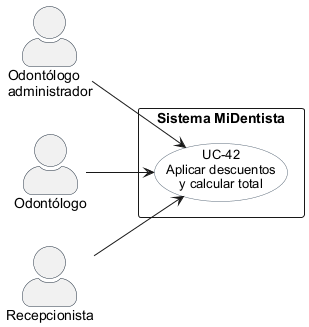 Odontólogo
administrador
Sistema MiDentista
UC-42
Aplicar descuentos
y calcular total
Odontólogo
Recepcionista